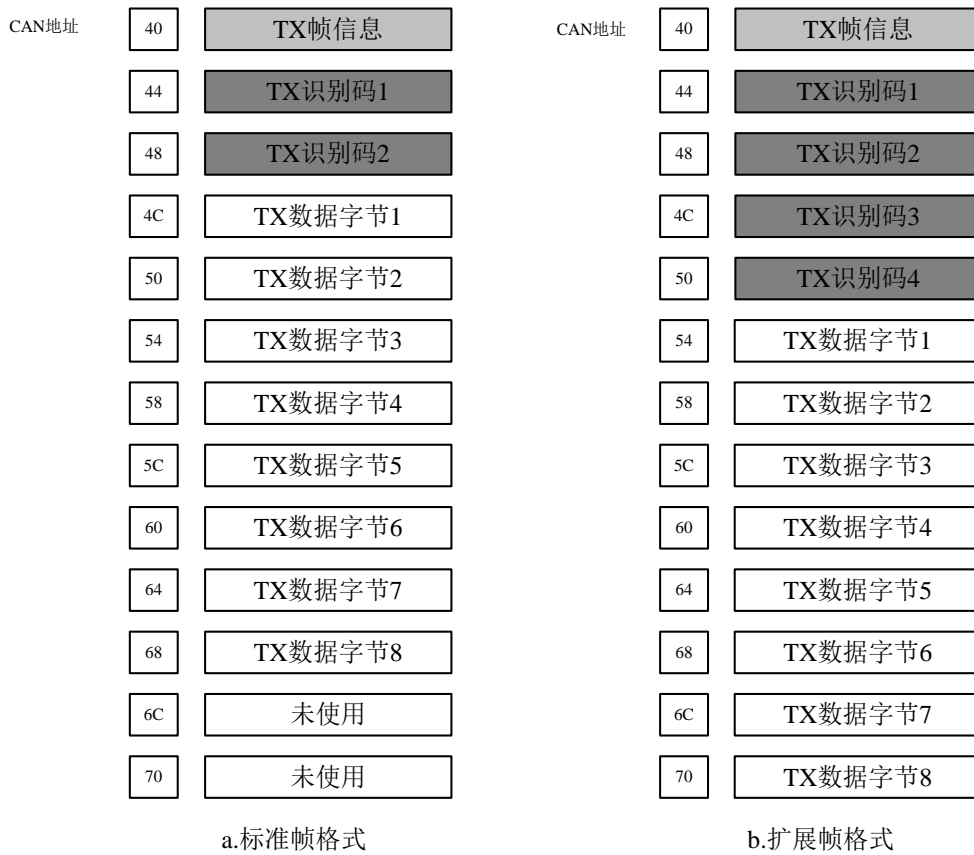 CAN地址 40 TX帧信息 CAN地址 40 TX帧信息
44 TX识别码1 44 TX识别码1
48 TX识别码2 48 TX识别码2
4C TX数据字节1 4C TX识别码3
50 TX数据字节2 50 TX识别码4
54 TX数据字节3 54 TX数据字节1
58 TX数据字节4 58 TX数据字节2
5C TX数据字节5 5C TX数据字节3
60 TX数据字节6 60 TX数据字节4
64 TX数据字节7 64 TX数据字节5
68 TX数据字节8 68 TX数据字节6
6C 未使用 6C TX数据字节7
70 未使用 70 TX数据字节8
a.标准帧格式 b.扩展帧格式